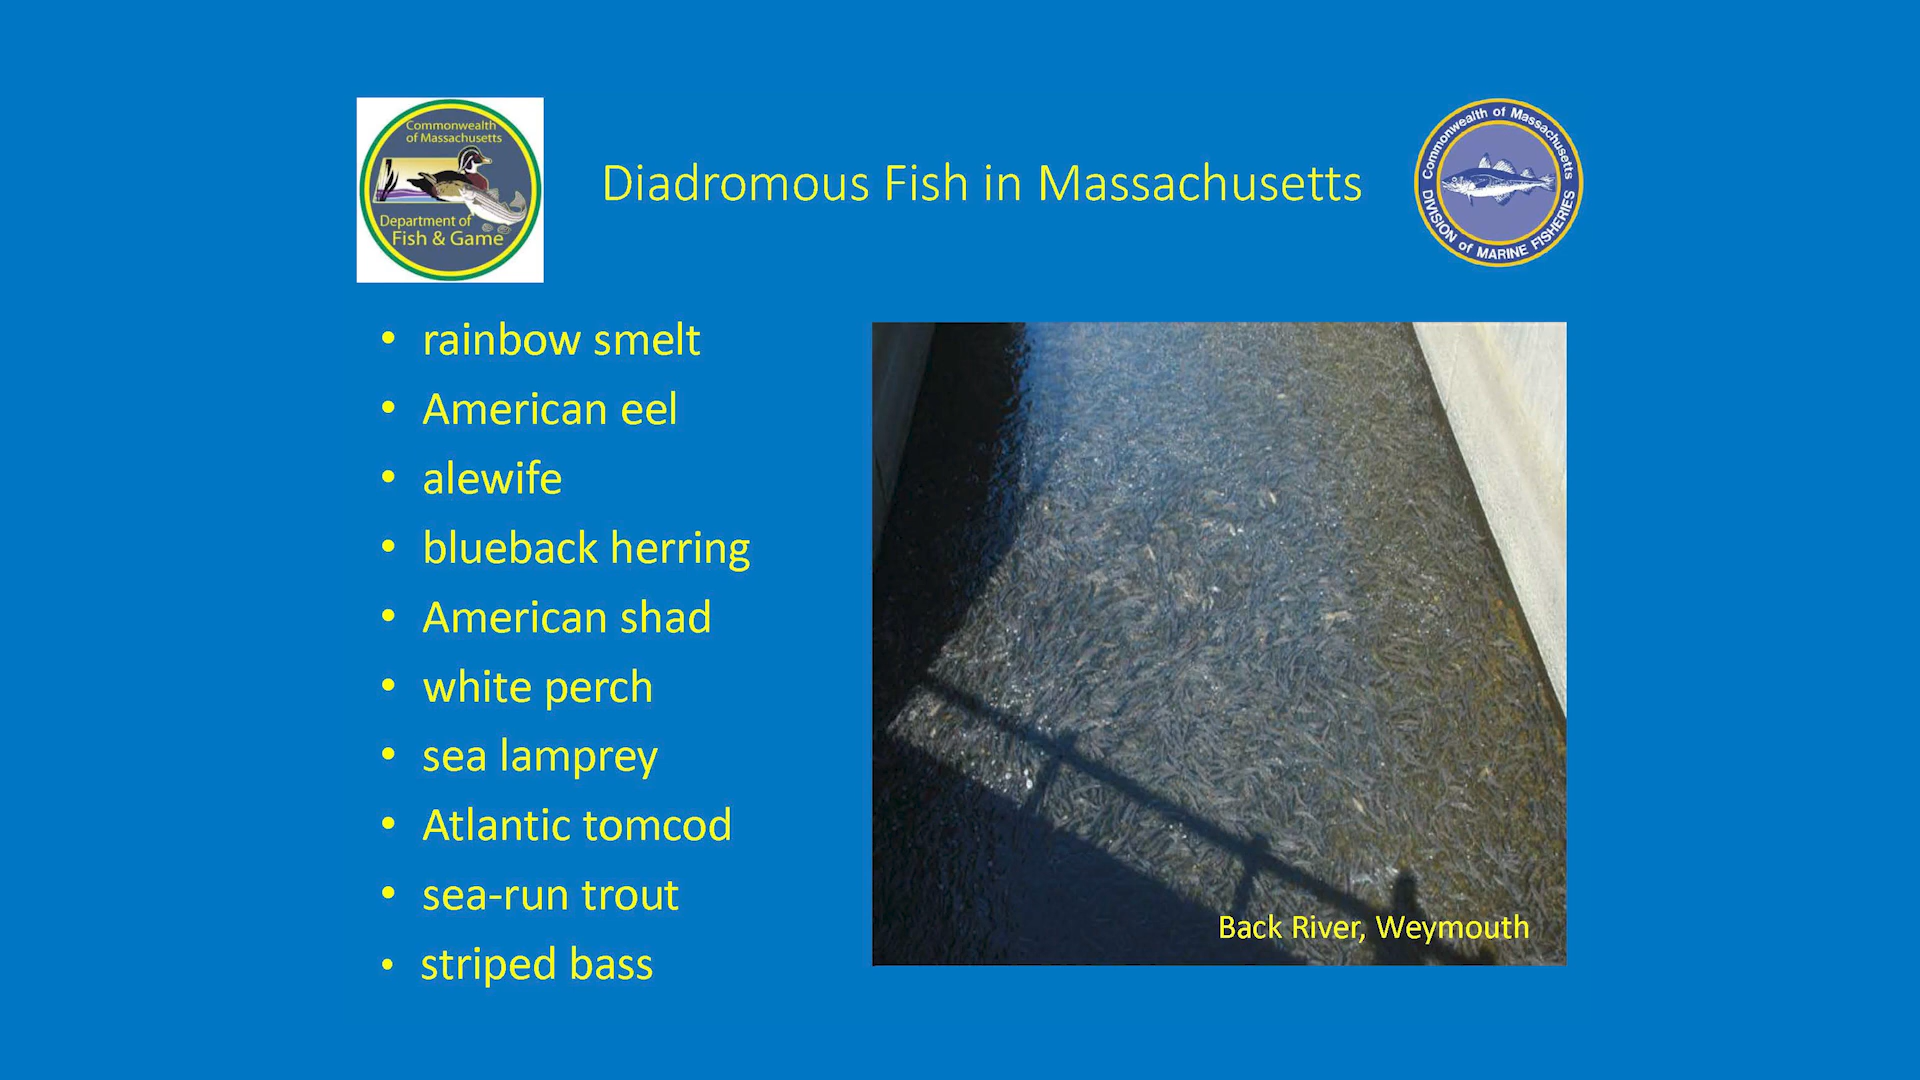 Commonwealth
of Massachusetts
Department of
Fish & Game
Diadromous Fish in Massachusetts
Commonwealth of Massachusetts
DIVISION of MARINE FISHERIES
• rainbow smelt
• American eel
• alewife
• blueback herring
• American shad
• white perch
• sea lamprey
• Atlantic tomcod
• sea-run trout
• striped bass
Back River, Weymouth